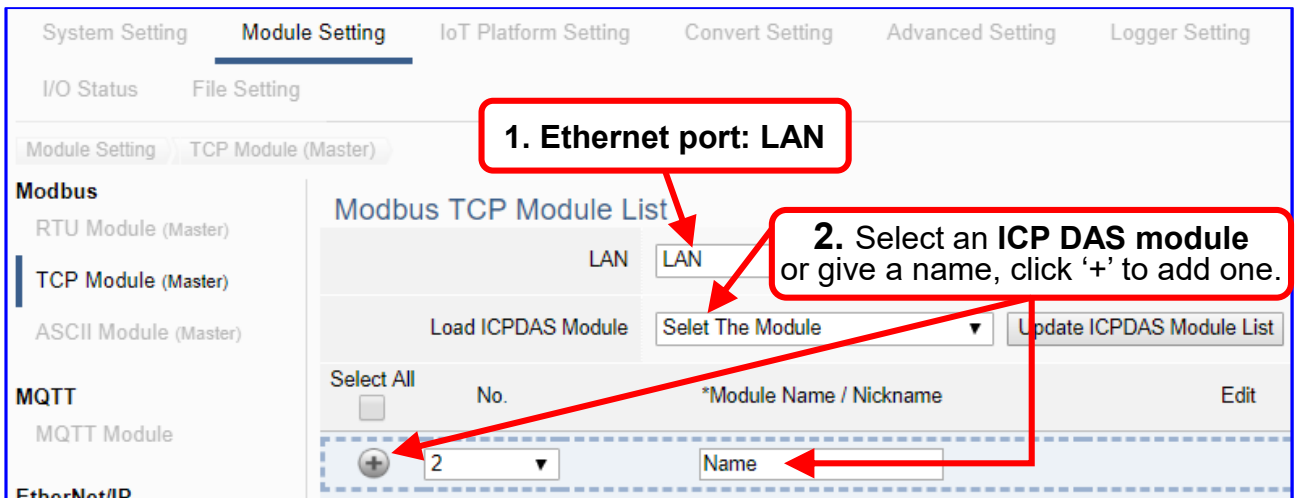 System Setting Module Setting IoT Platform Setting Convert Setting Advanced Setting Logger Setting
I/O Status File Setting
1. Ethernet port: LAN
Module Setting TCP Module (Master)
Modbus
RTU Module (Master)
TCP Module (Master)
ASCII Module (Master)
MQTT
MQTT Module
EtherNet/IP
Modbus TCP Module List
LAN LAN
2. Select an ICP DAS module
or give a name, click ‘+’ to add one.
Load ICPDAS Module Selet The Module ▼ Update ICPDAS Module List
Select All No. *Module Name / Nickname Edit
+ 2 ▼ Name